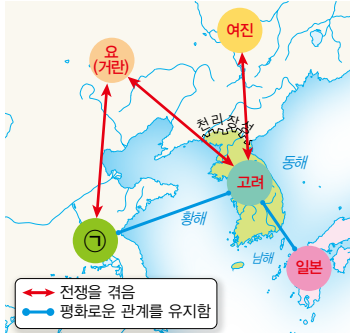 여진
요
(거란)
천리장성
동해
고려
황해
㉠
남해
일본
전쟁을 겪음
평화로운 관계를 유지함